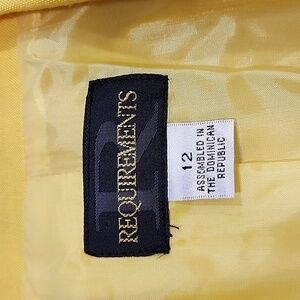 REQUIREMENTS
R
12
ASSEMBLED IN
THE DOMINICAN
REPUBLIC